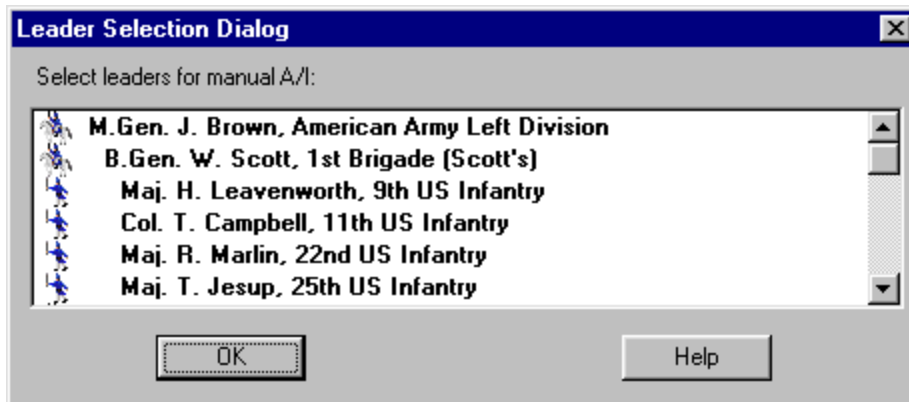 Leader Selection Dialog
Select leaders for manual A/I:
M.Gen. J. Brown, American Army Left Division
B.Gen. W. Scott, 1st Brigade (Scott's)
Maj. H. Leavenworth, 9th US Infantry
Col. T. Campbell, 11th US Infantry
Maj. R. Marlin, 22nd US Infantry
Maj. T. Jesup, 25th US Infantry
OK Help